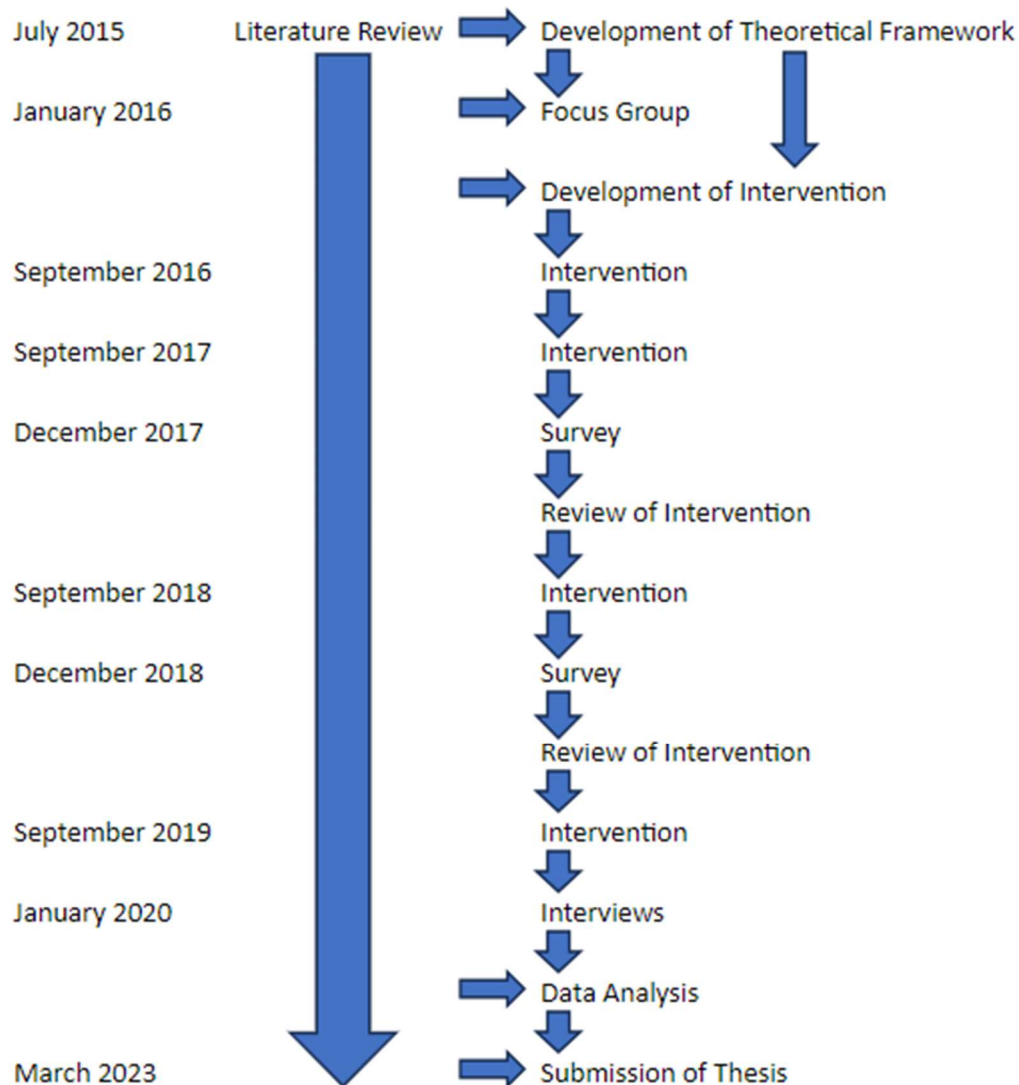 July 2015 Literature Review Development of Theoretical Framework
January 2016 Focus Group
Development of Intervention
September 2016 Intervention
September 2017 Intervention
December 2017 Survey
Review of Intervention
September 2018 Intervention
December 2018 Survey
Review of Intervention
September 2019 Intervention
January 2020 Interviews
Data Analysis
March 2023 Submission of Thesis